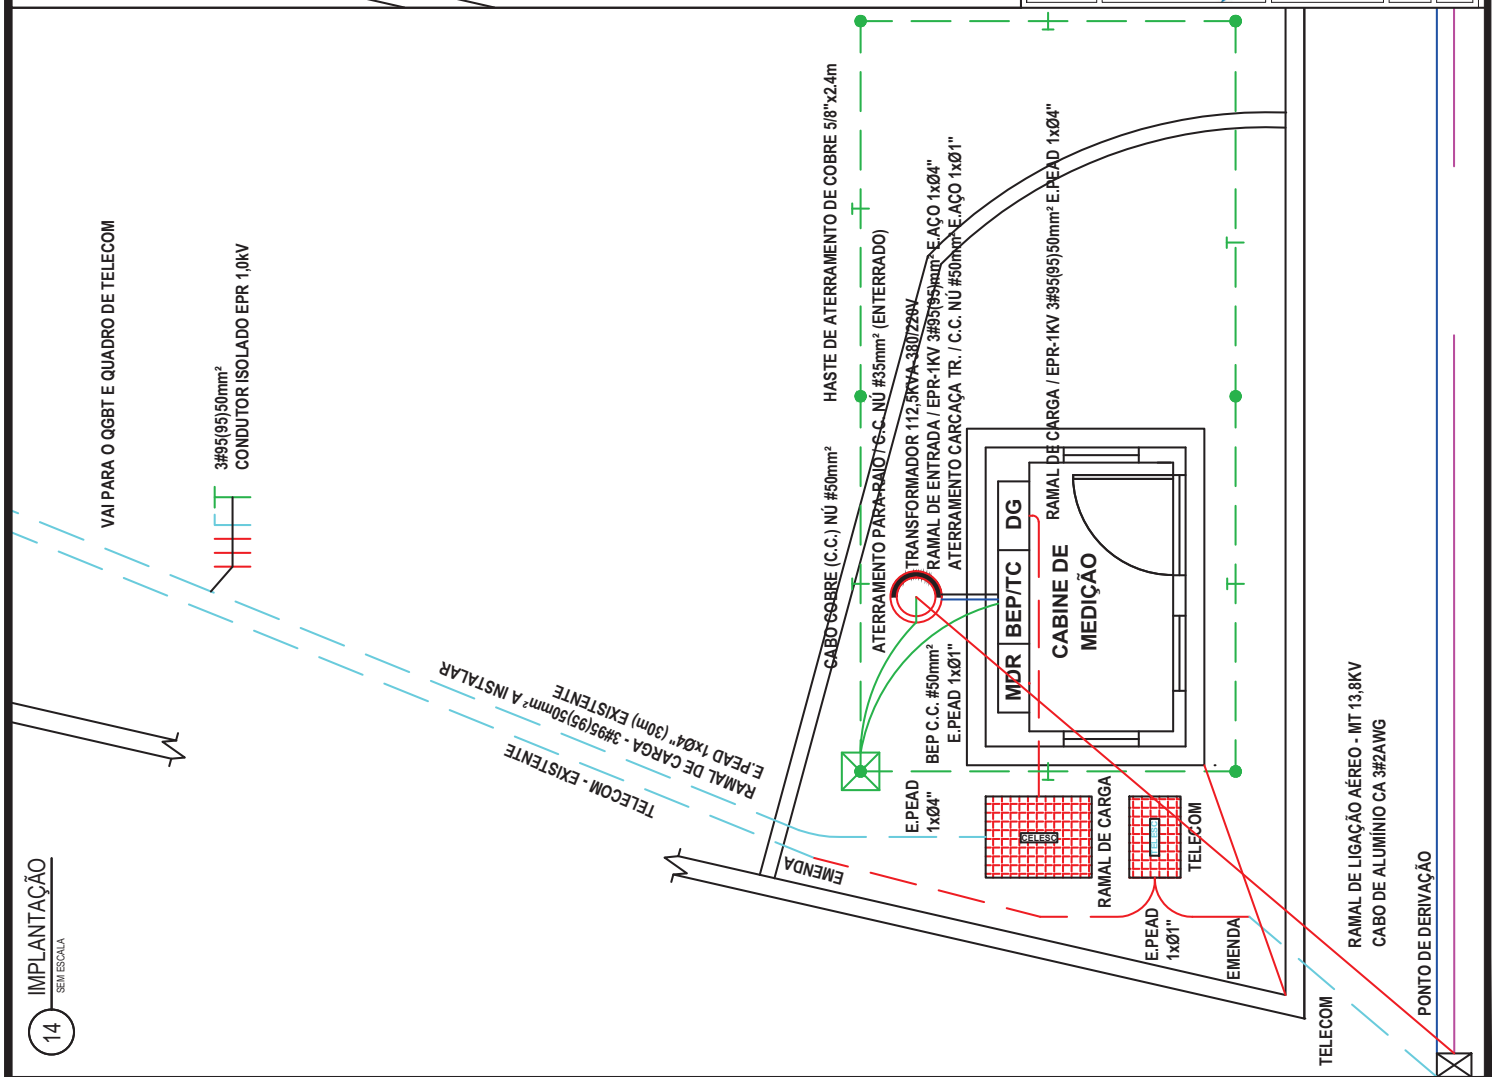 14
IMPLANTAÇÃO
SEM ESCALA
VAI PARA O QGBT E QUADRO DE TELECOM
3#95(95)50mm²
CONDUTOR ISOLADO EPR 1,0kV
TELECOM - EXISTENTE
RAMAL DE CARGA - 3#95(95)50mm² A INSTALAR
E.PEAD 1xØ4" (30m) EXISTENTE
EMENDA
HASTE DE ATERRAMENTO DE COBRE 5/8"x2.4m
CABO COBRE (C.C.) NÚ #50mm²
ATERRAMENTO PÁRA-RAIO / C.C. NÚ #35mm² (ENTERRADO)
TRANSFORMADOR 112,5KVA-380/220V
RAMAL DE ENTRADA / EPR-1KV 3#95(95)mm² E.AÇO 1xØ4"
ATERRAMENTO CARCAÇA TR. / C.C. NÚ #50mm² E.AÇO 1xØ1"
RAMAL DE CARGA / EPR-1KV 3#95(95)50mm² E.PEAD 1xØ4"
BEP C.C. #50mm²
E.PEAD 1xØ1"
MDR
BEP/TC
DG
CABINE DE
MEDIÇÃO
E.PEAD
1xØ4"
CELESC
RAMAL DE CARGA
TELECOM
E.PEAD
1xØ1"
EMENDA
TELECOM
RAMAL DE LIGAÇÃO AÉREO - MT 13,8KV
CABO DE ALUMÍNIO CA 3#2AWG
PONTO DE DERIVAÇÃO